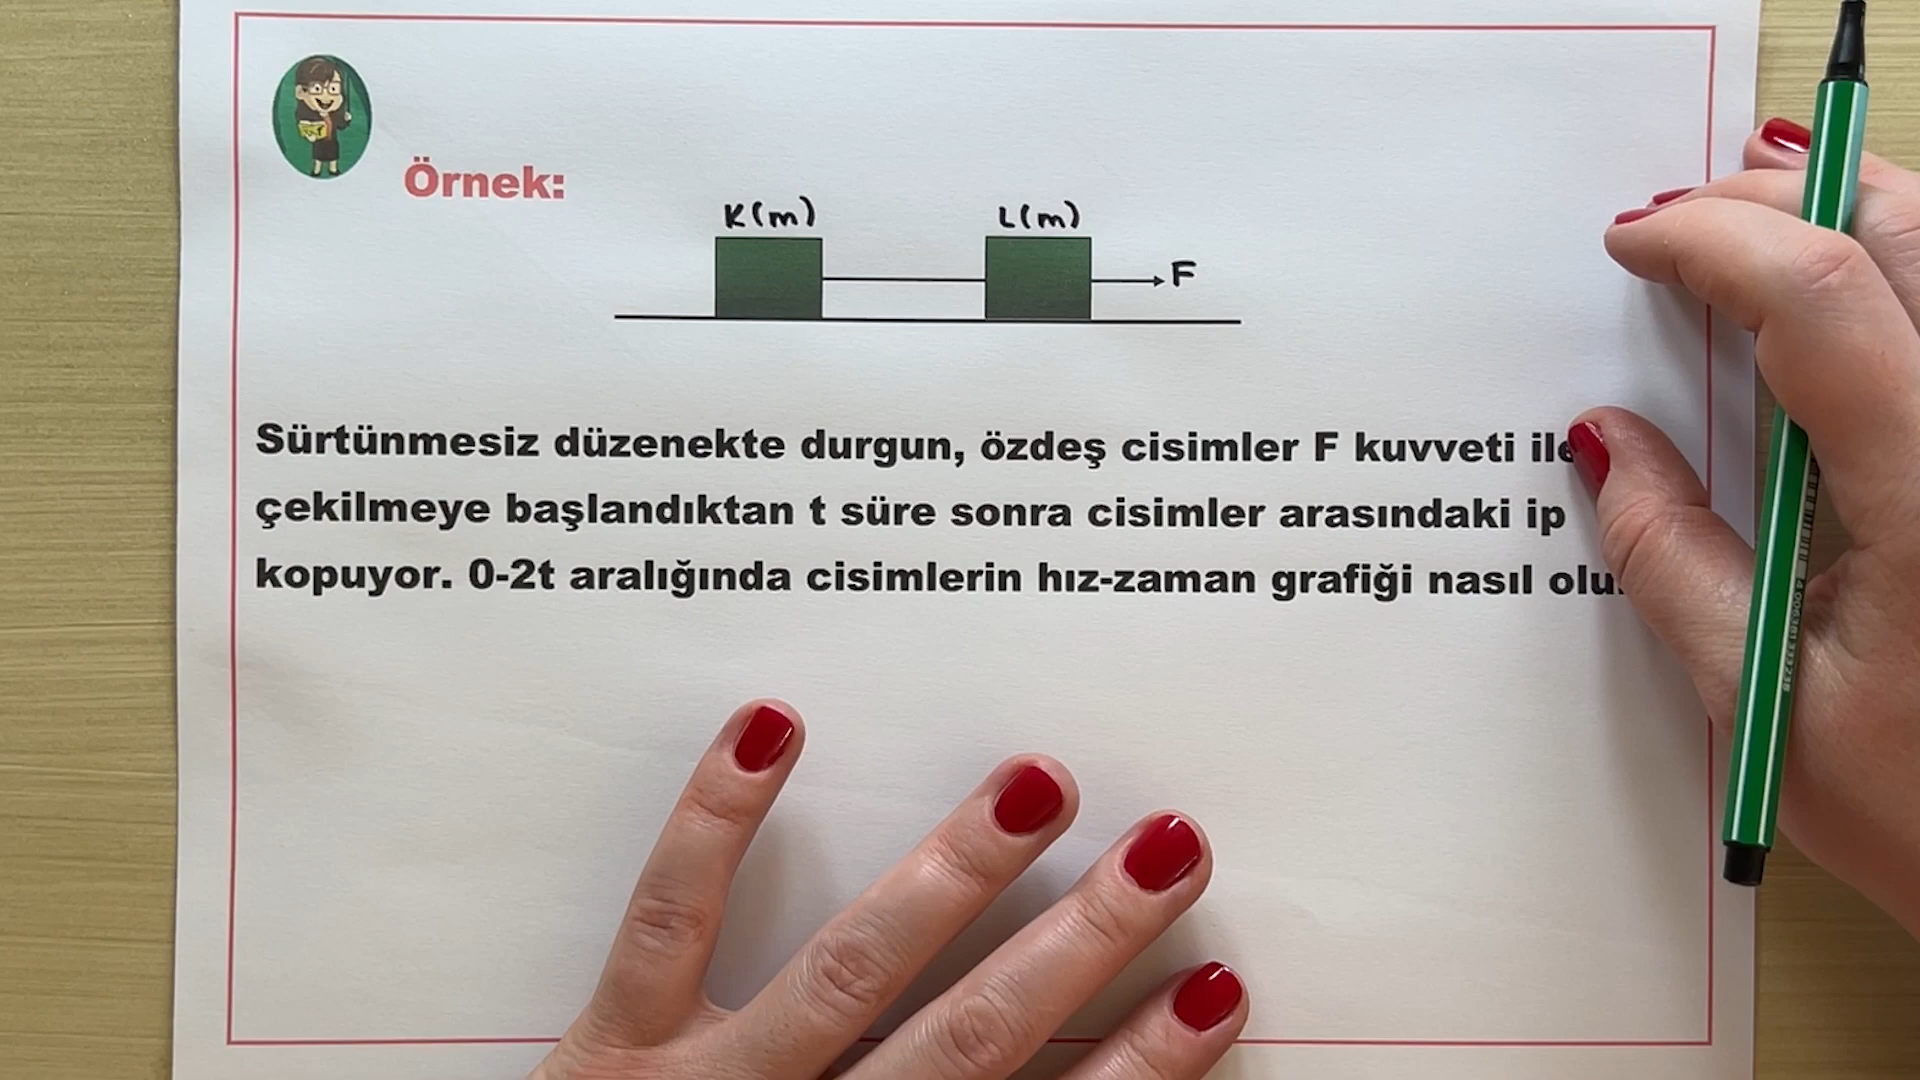 Örnek:
K(m)
L(m)
F
Sürtünmesiz düzenekte durgun, özdeş cisimler F kuvveti ile
çekilmeye başlandıktan t süre sonra cisimler arasındaki ip
kopuyor. 0-2t aralığında cisimlerin hız-zaman grafiği nasıl